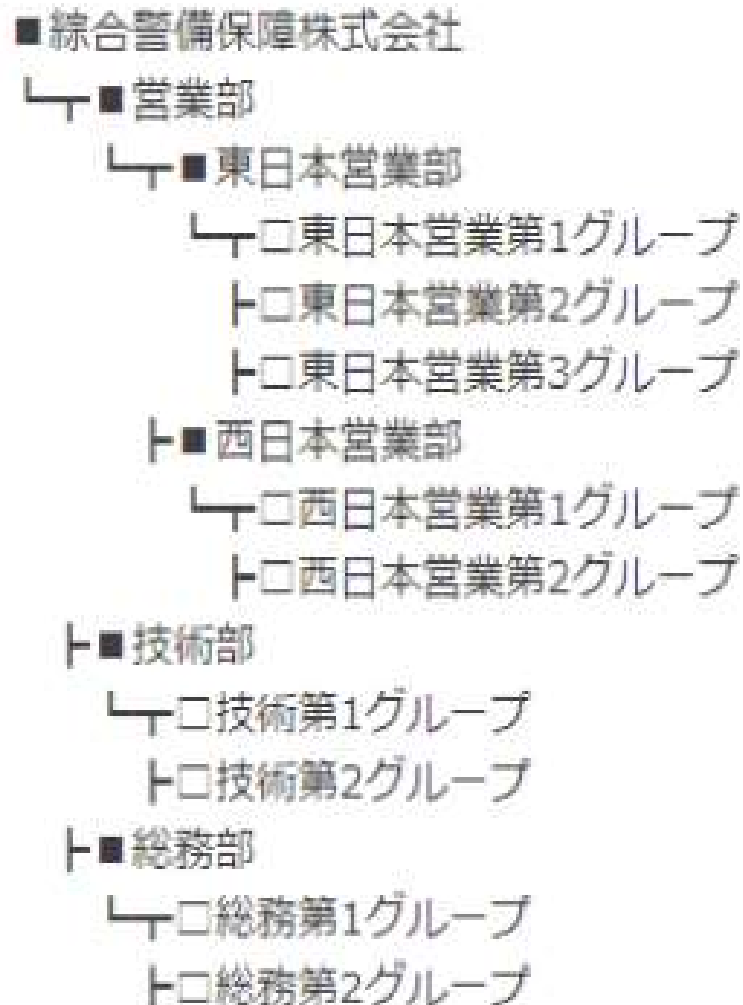 ■綜合警備保障株式会社
└┬■営業部
└┬■東日本営業部
└┬□東日本営業第1グループ
├□東日本営業第2グループ
├□東日本営業第3グループ
├■西日本営業部
└┬□西日本営業第1グループ
├□西日本営業第2グループ
├■技術部
└┬□技術第1グループ
├□技術第2グループ
├■総務部
└┬□総務第1グループ
├□総務第2グループ